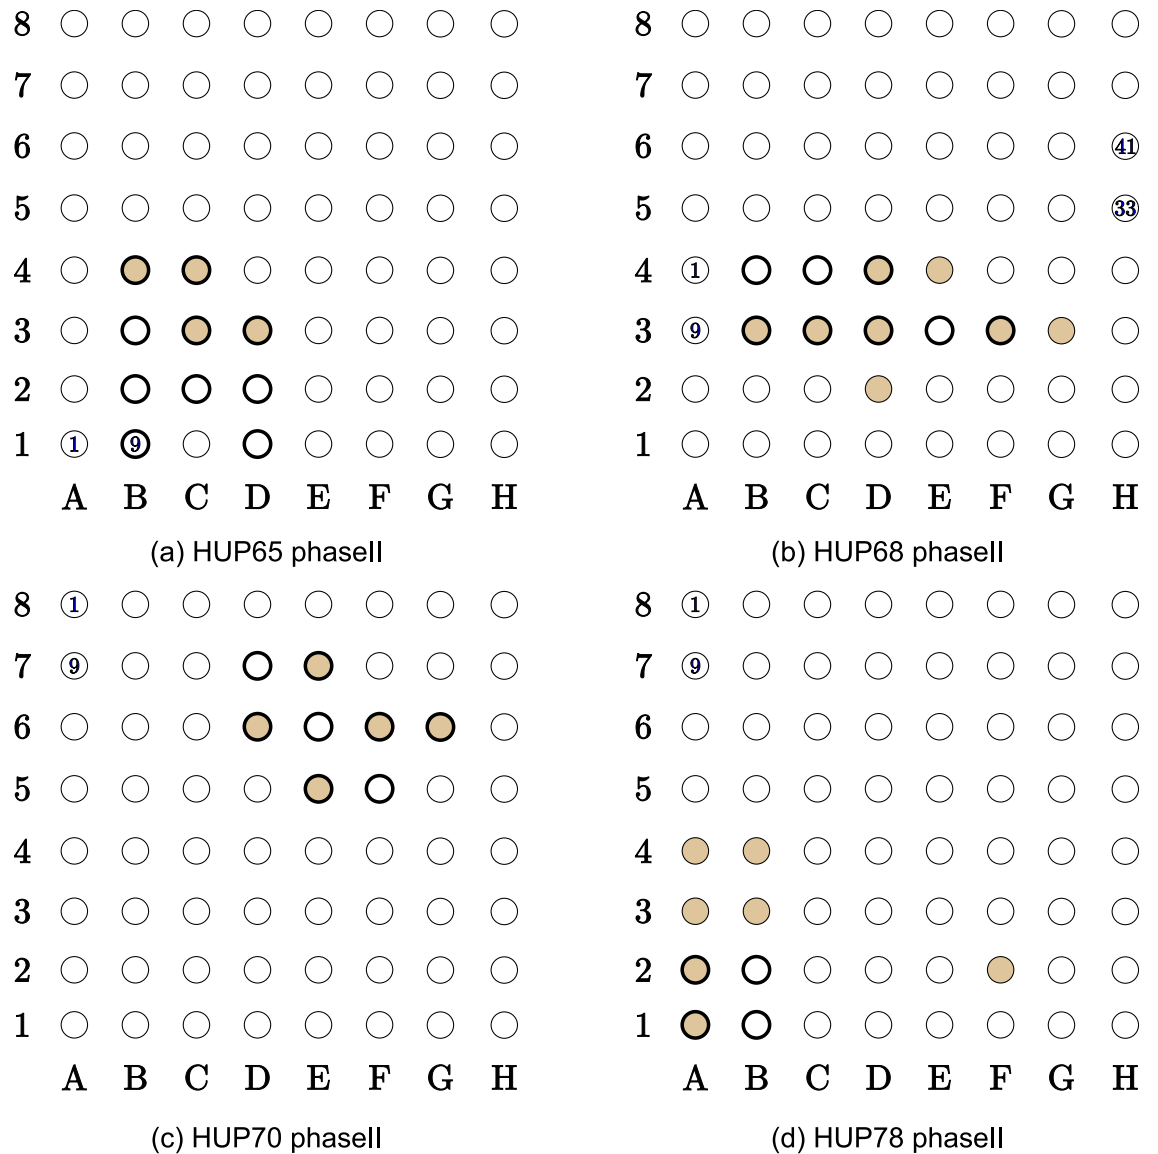 8 8
7 7
6 6 41
5 5 33
4 4 1
3 3 9
2 2
1 1 9 1
A B C D E F G H A B C D E F G H
(a) HUP65 phaseII (b) HUP68 phaseII
8 1 8 1
7 9 7 9
6 6
5 5
4 4
3 3
2 2
1 1
A B C D E F G H A B C D E F G H
(c) HUP70 phaseII (d) HUP78 phaseII